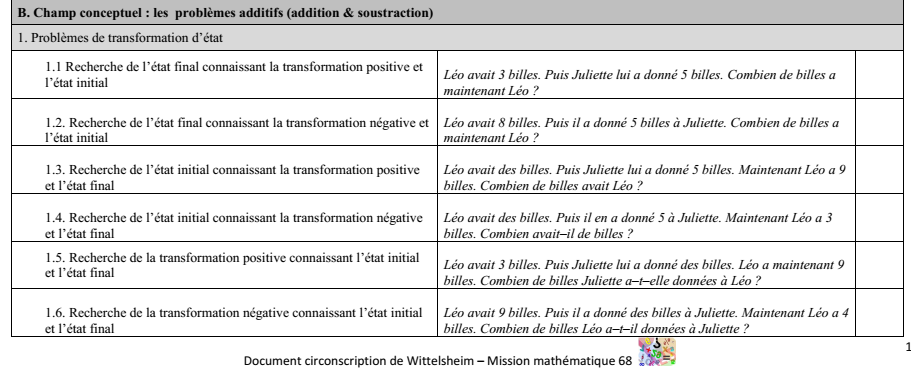 B. Champ conceptuel : les problèmes additifs (addition & soustraction)
1. Problèmes de transformation d’état
1.1 Recherche de l’état final connaissant la transformation positive et
l’état initial
Léo avait 3 billes. Puis Juliette lui a donné 5 billes. Combien de billes a
maintenant Léo ?
1.2. Recherche de l’état final connaissant la transformation négative et
l’état initial
Léo avait 8 billes. Puis il a donné 5 billes à Juliette. Combien de billes a
maintenant Léo ?
1.3. Recherche de l’état initial connaissant la transformation positive
et l’état final
Léo avait des billes. Puis Juliette lui a donné 5 billes. Maintenant Léo a 9
billes. Combien de billes avait Léo ?
1.4. Recherche de l’état initial connaissant la transformation négative
et l’état final
Léo avait des billes. Puis il en a donné 5 à Juliette. Maintenant Léo a 3
billes. Combien avait–il de billes ?
1.5. Recherche de la transformation positive connaissant l’état initial
et l’état final
Léo avait 3 billes. Puis Juliette lui a donné des billes. Léo a maintenant 9
billes. Combien de billes Juliette a–t–elle données à Léo ?
1.6. Recherche de la transformation négative connaissant l’état initial
et l’état final
Léo avait 9 billes. Puis il a donné des billes à Juliette. Maintenant Léo a 4
billes. Combien de billes Léo a–t–il données à Juliette ?
1
Document circonscription de Wittelsheim – Mission mathématique 68